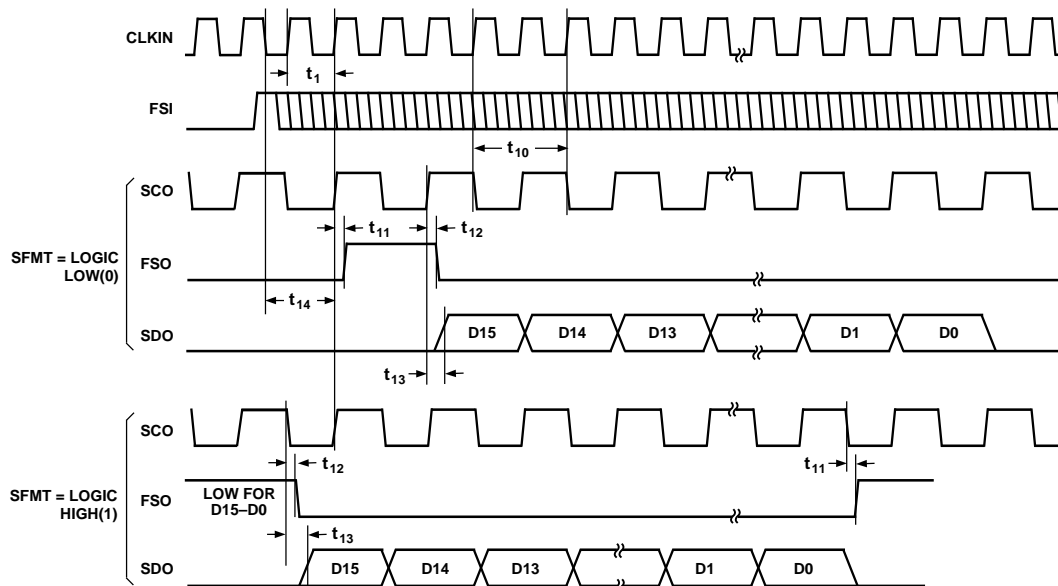 CLKIN
t1
FSI
t10
SCO
t11
t12
SFMT = LOGIC
LOW(0)
FSO
t14
SDO
D15
D14
D13
D1
D0
t13
SCO
t12
t11
SFMT = LOGIC
HIGH(1)
FSO
LOW FOR
D15–D0
t13
SDO
D15
D14
D13
D1
D0